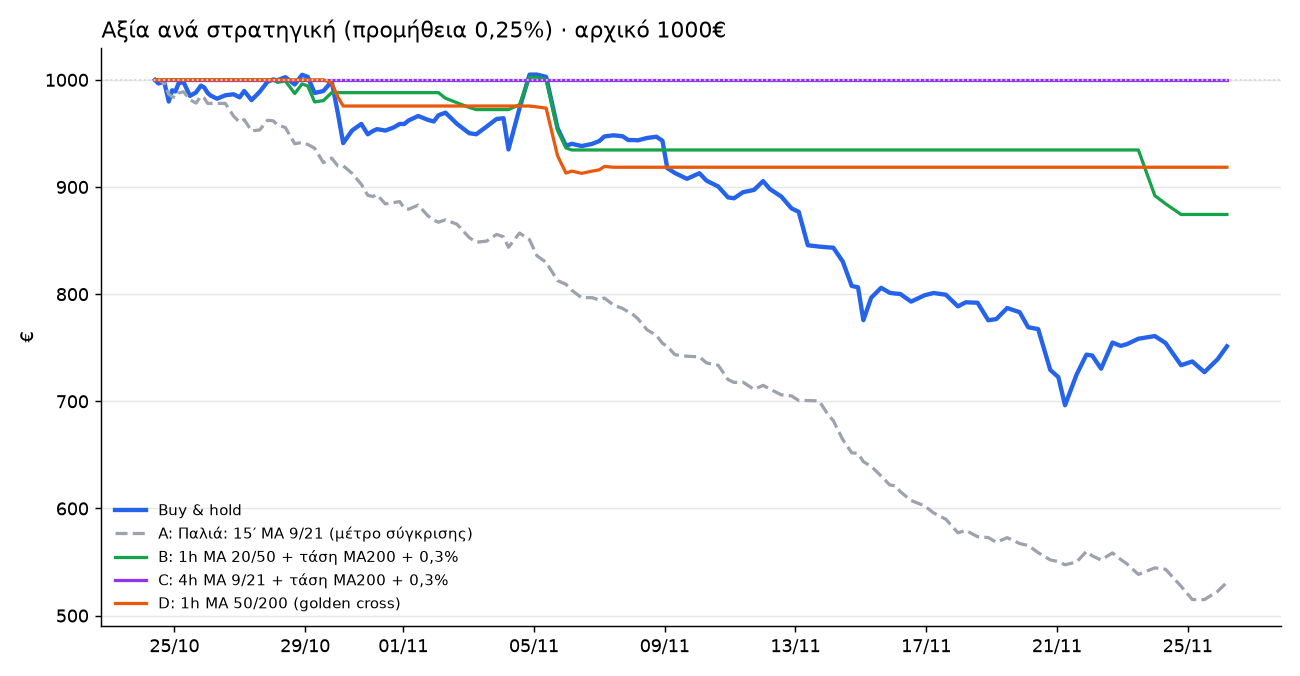 Αξία ανά στρατηγική (προμήθεια 0,25%) · αρχικό 1000€
1000
900
800
700
600
500
€
Buy & hold
A: Παλιά: 15΄ MA 9/21 (μέτρο σύγκρισης)
B: 1h MA 20/50 + τάση MA200 + 0,3%
C: 4h MA 9/21 + τάση MA200 + 0,3%
D: 1h MA 50/200 (golden cross)
25/10 29/10 01/11 05/11 09/11 13/11 17/11 21/11 25/11